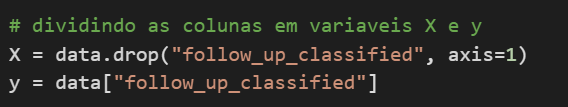 # dividindo as colunas em variaveis X e y
X = data.drop("follow_up_classified", axis=1)
y = data["follow_up_classified"]